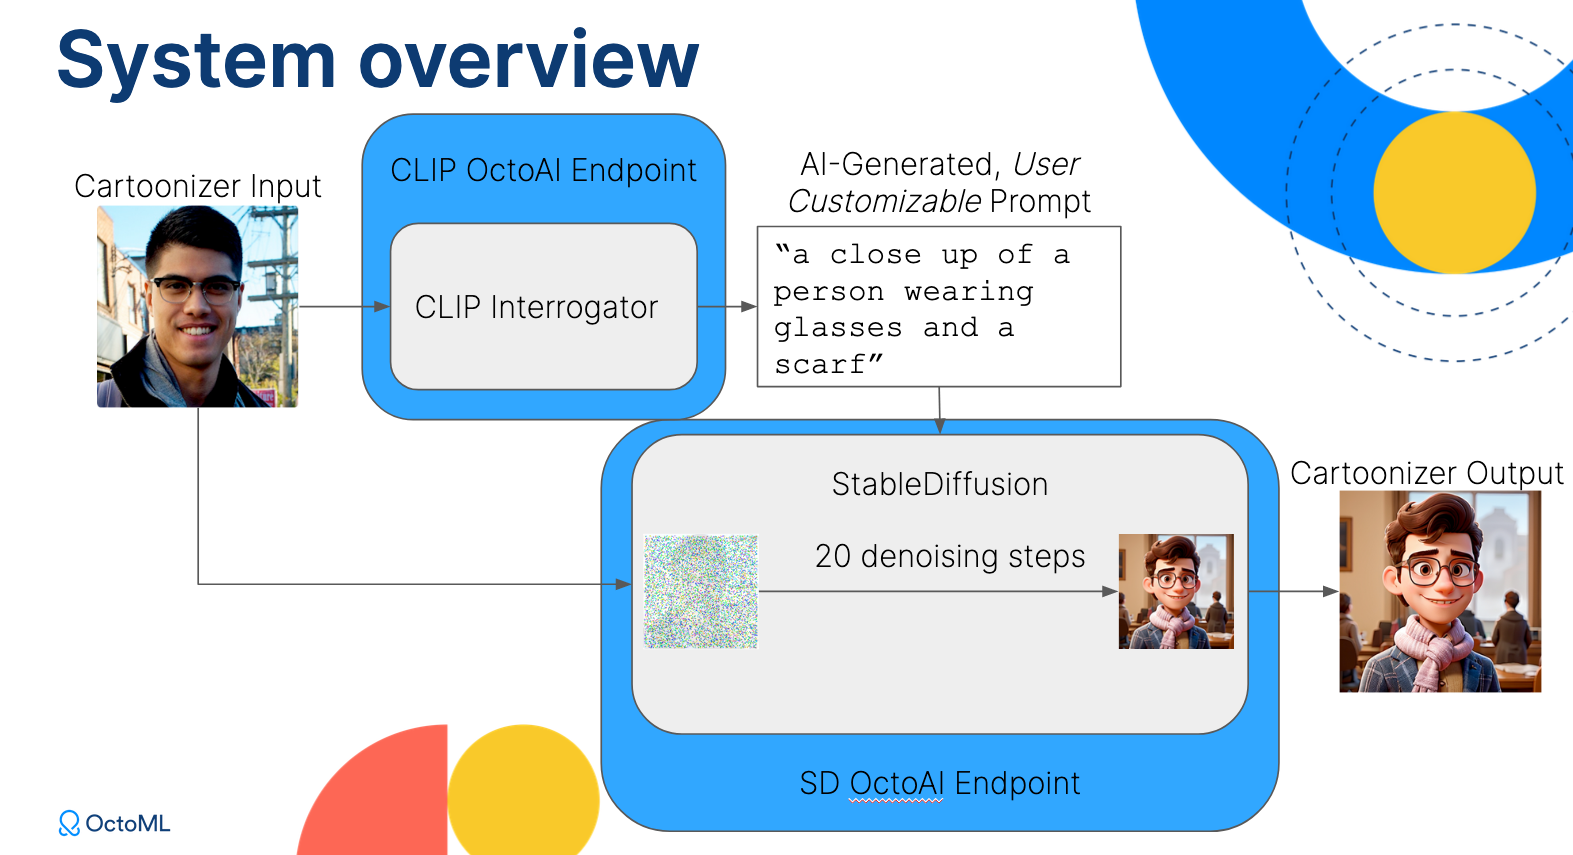 System overview
Cartoonizer Input
CLIP OctoAI Endpoint
CLIP Interrogator
AI-Generated, User
Customizable Prompt
“a close up of a
person wearing
glasses and a
scarf”
StableDiffusion
20 denoising steps
SD OctoAI Endpoint
Cartoonizer Output
OctoML